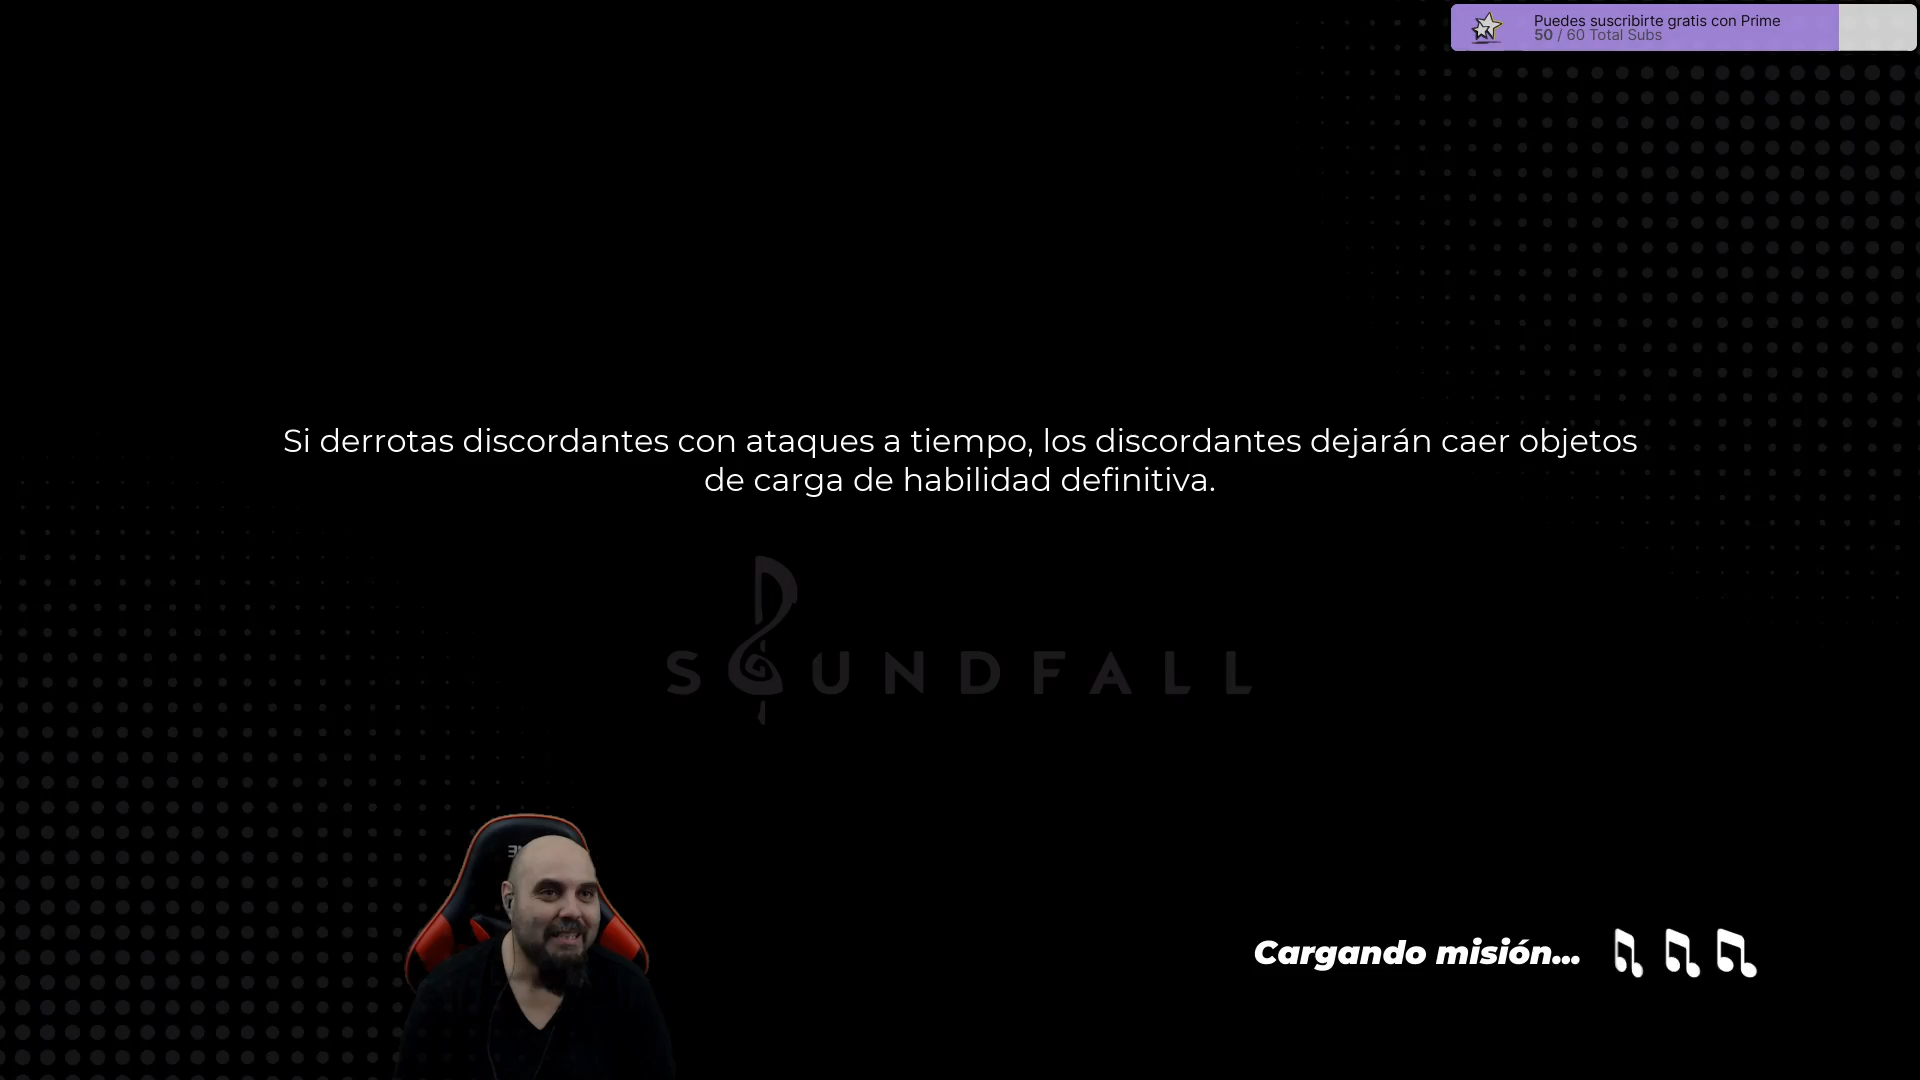 Puedes suscribirte gratis con Prime
50 / 60 Total Subs
Si derrotas discordantes con ataques a tiempo, los discordantes dejarán caer objetos
de carga de habilidad definitiva.
SOUNDFALL
Cargando misión...